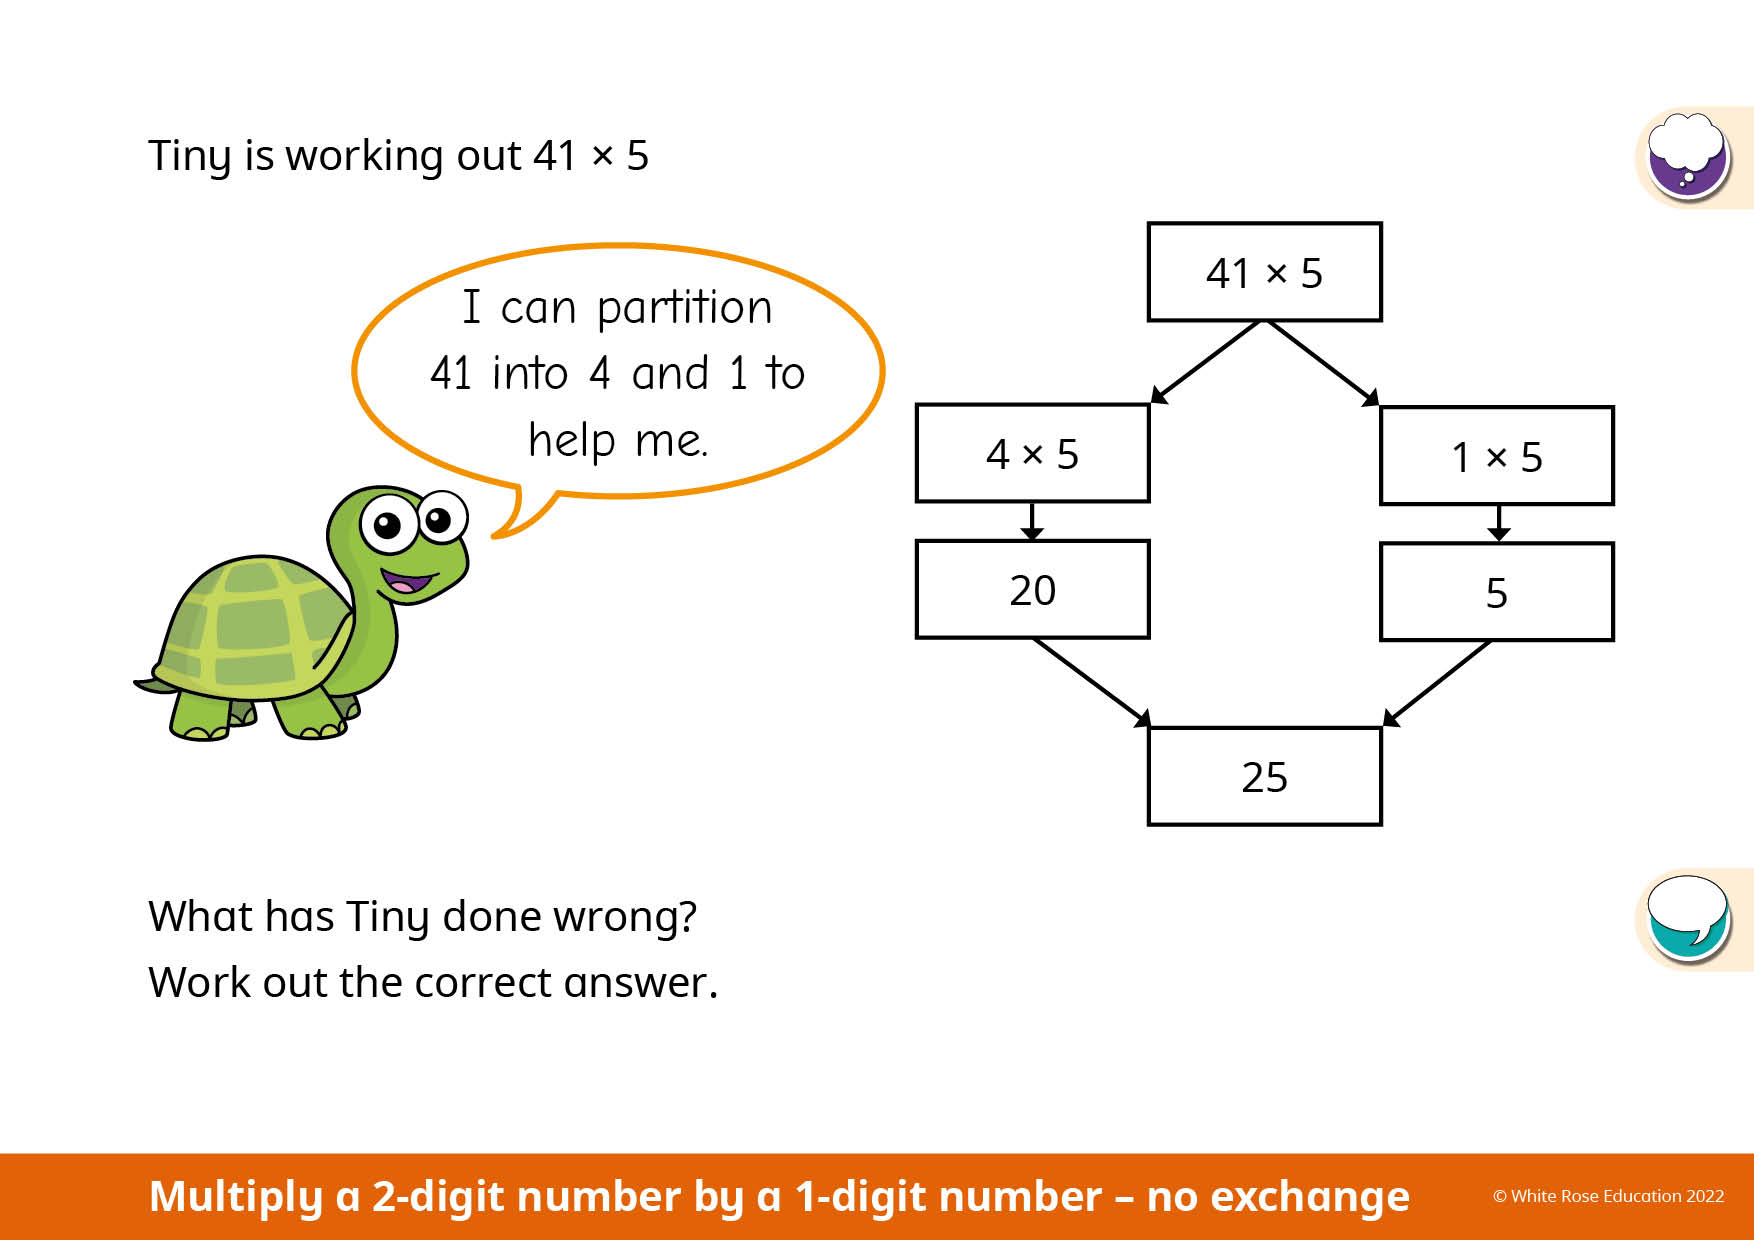 Tiny is working out 41 × 5
I can partition
41 into 4 and 1 to
help me.
41 × 5
4 × 5
1 × 5
20
5
25
What has Tiny done wrong?
Work out the correct answer.
Multiply a 2-digit number by a 1-digit number – no exchange
© White Rose Education 2022